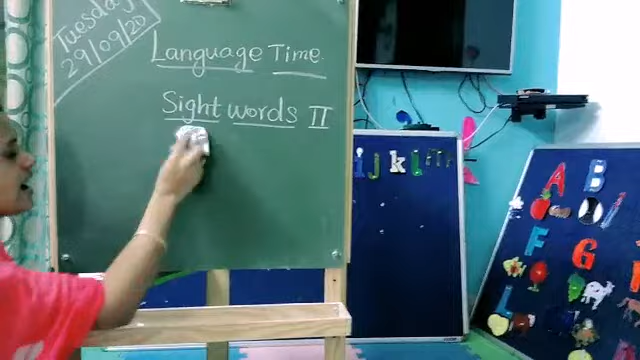 Tuesday
29/09/20
Language Time.
Sight words II
i j k l m
A B
F G
L